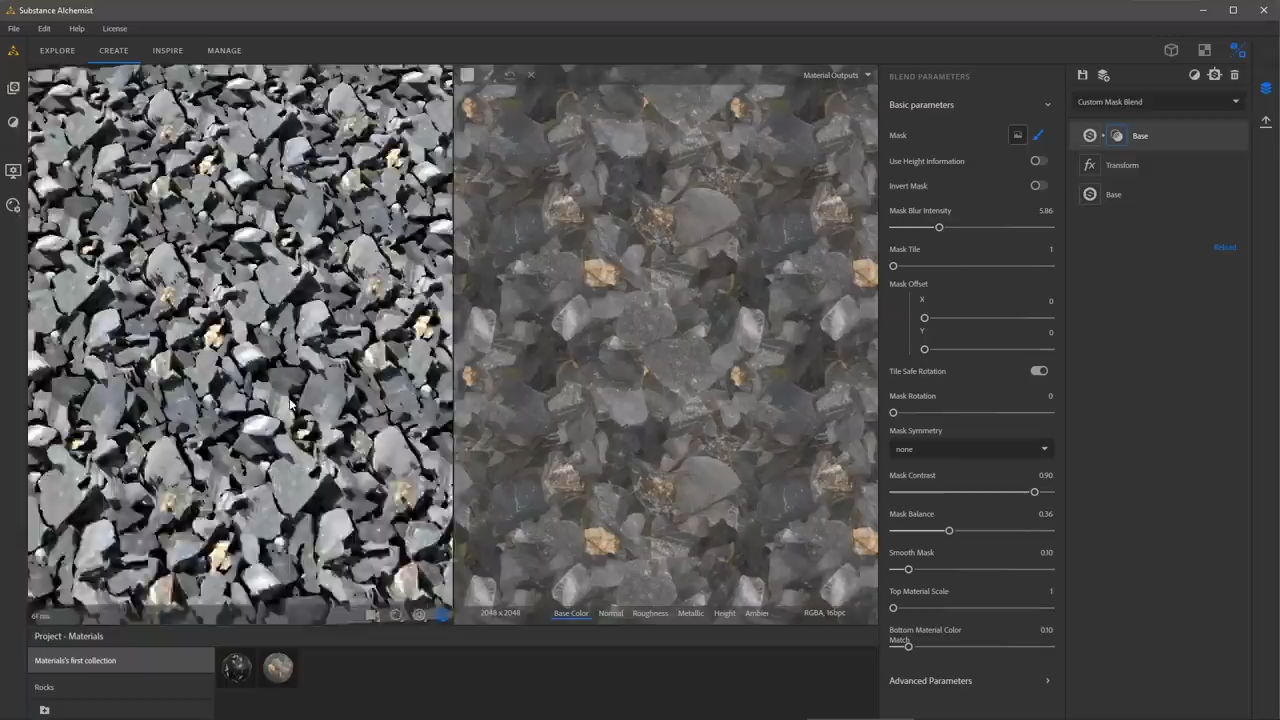 Substance Alchemist
File Edit Help License
EXPLORE CREATE INSPIRE MANAGE
Material Outputs
2048 x 2048 Base Color Normal Roughness Metallic Height Ambier RGBA, 16bpc
Project - Materials
Materials's first collection
Rocks
BLEND PARAMETERS
Basic parameters
Mask
Use Height Information
Invert Mask
Mask Blur Intensity 5.86
Mask Tile 1
Mask Offset
X 0
Y 0
Tile Safe Rotation
Mask Rotation 0
Mask Symmetry
none
Mask Contrast 0.90
Mask Balance 0.36
Smooth Mask 0.10
Top Material Scale 1
Bottom Material Color 0.10
Match
Advanced Parameters
Custom Mask Blend
Base
fx Transform
Base
Reload